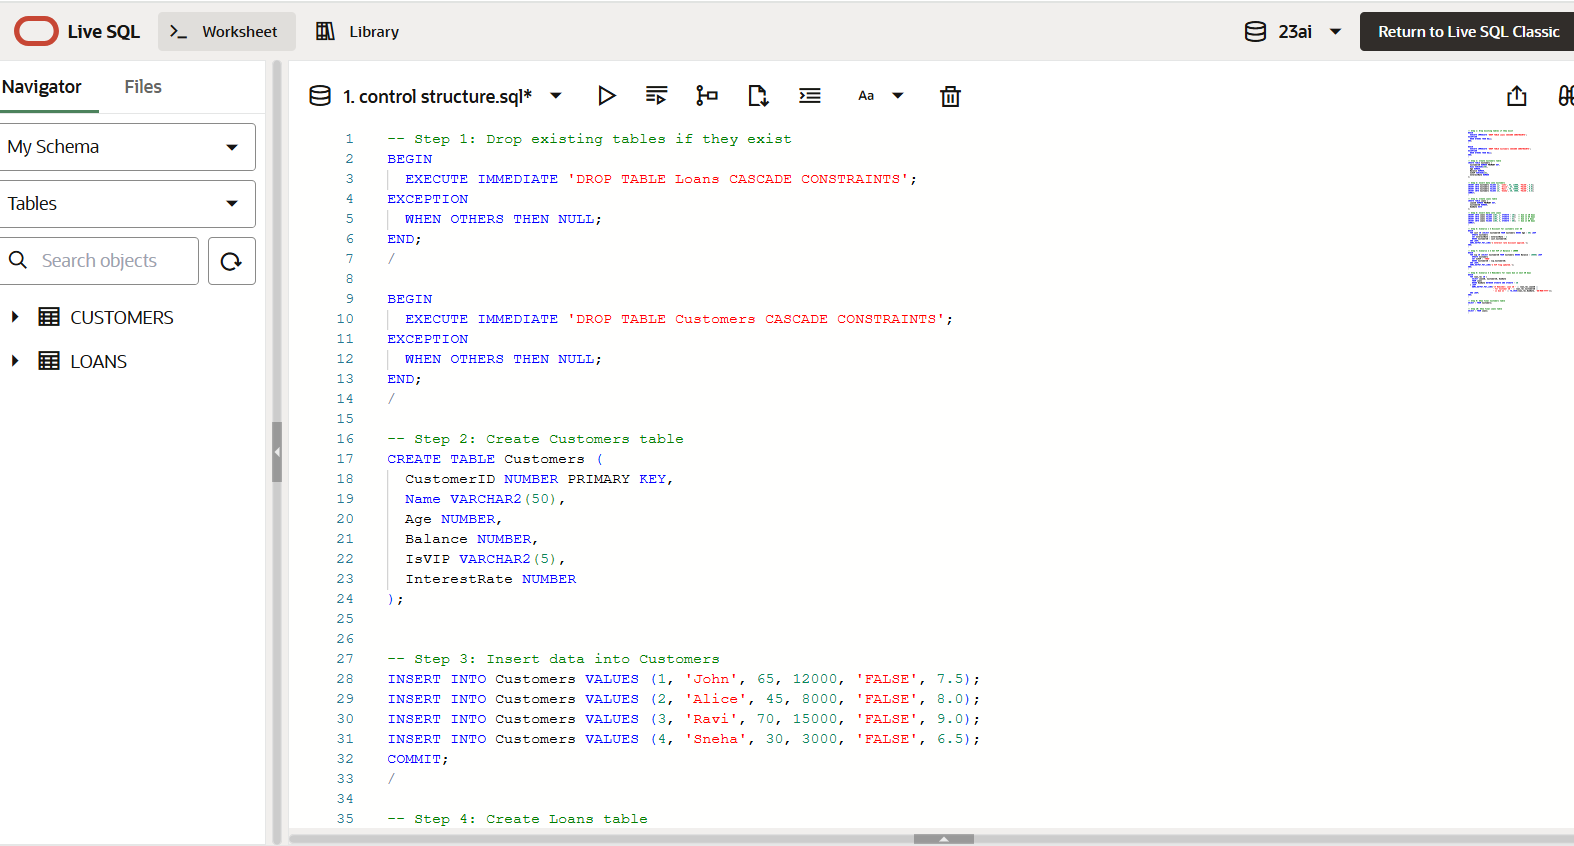 Live SQL
Worksheet
Library
23ai
Return to Live SQL Classic
Navigator
Files
My Schema
Tables
Search objects
CUSTOMERS
LOANS
1. control structure.sql*
Aa
1 -- Step 1: Drop existing tables if they exist
2 BEGIN
3 EXECUTE IMMEDIATE 'DROP TABLE Loans CASCADE CONSTRAINTS';
4 EXCEPTION
5 WHEN OTHERS THEN NULL;
6 END;
7 /
8
9 BEGIN
10 EXECUTE IMMEDIATE 'DROP TABLE Customers CASCADE CONSTRAINTS';
11 EXCEPTION
12 WHEN OTHERS THEN NULL;
13 END;
14 /
15
16 -- Step 2: Create Customers table
17 CREATE TABLE Customers (
18 CustomerID NUMBER PRIMARY KEY,
19 Name VARCHAR2(50),
20 Age NUMBER,
21 Balance NUMBER,
22 IsVIP VARCHAR2(5),
23 InterestRate NUMBER
24 );
25
26
27 -- Step 3: Insert data into Customers
28 INSERT INTO Customers VALUES (1, 'John', 65, 12000, 'FALSE', 7.5);
29 INSERT INTO Customers VALUES (2, 'Alice', 45, 8000, 'FALSE', 8.0);
30 INSERT INTO Customers VALUES (3, 'Ravi', 70, 15000, 'FALSE', 9.0);
31 INSERT INTO Customers VALUES (4, 'Sneha', 30, 3000, 'FALSE', 6.5);
32 COMMIT;
33 /
34
35 -- Step 4: Create Loans table